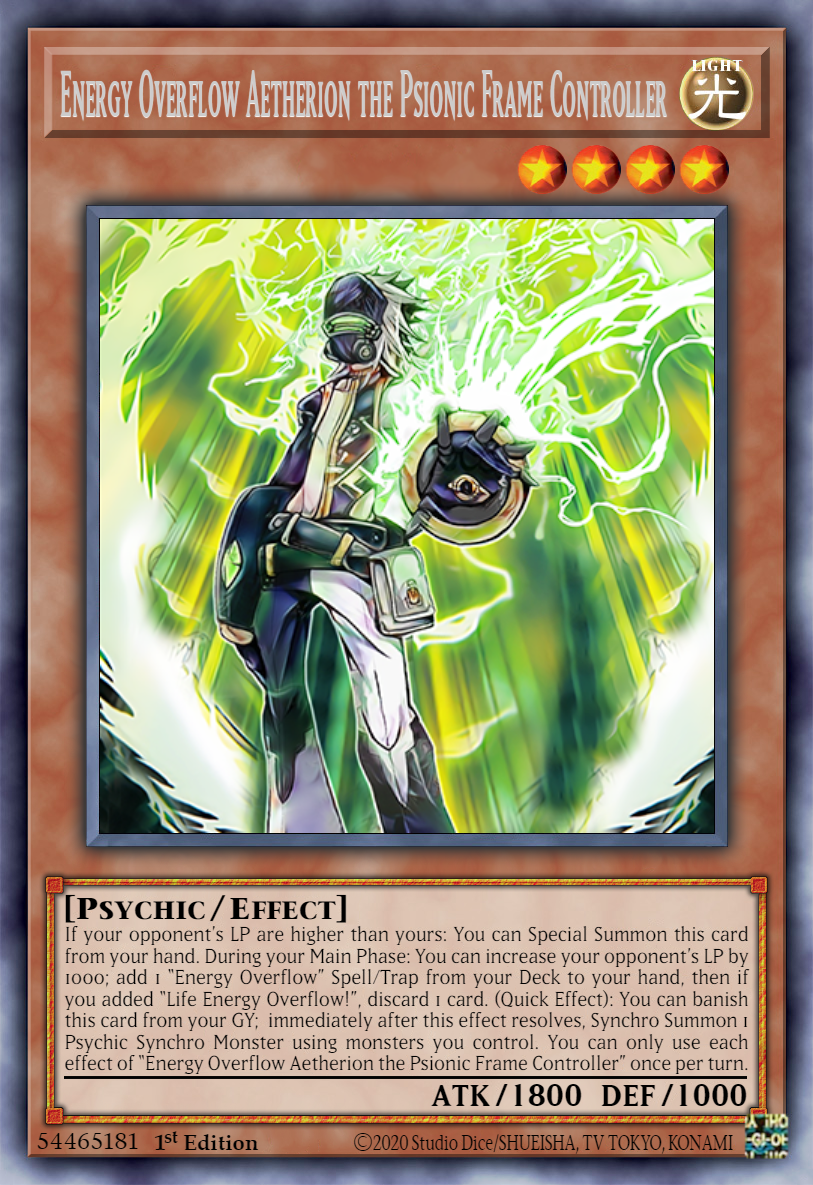 Energy Overflow Aetherion the Psionic Frame Controller
LIGHT
光
[Psychic/Effect]
If your opponent's LP are higher than yours: You can Special Summon this card
from your hand. During your Main Phase: You can increase your opponent's LP by
1000; add 1 "Energy Overflow" Spell/Trap from your Deck to your hand, then if
you added "Life Energy Overflow!", discard 1 card. (Quick Effect): You can banish
this card from your GY; immediately after this effect resolves, Synchro Summon 1
Psychic Synchro Monster using monsters you control. You can only use each
effect of "Energy Overflow Aetherion the Psionic Frame Controller" once per turn.
ATK/1800 DEF/1000
54465181 1st Edition ©2020 Studio Dice/SHUEISHA, TV TOKYO, KONAMI